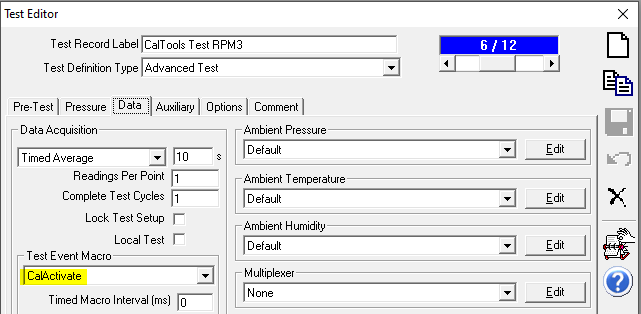 Test Editor
Test Record Label CalTools Test RPM3
6 / 12
Test Definition Type Advanced Test
Pre-Test Pressure Data Auxiliary Options Comment
Data Acquisition
Timed Average 10 s
Readings Per Point 1
Complete Test Cycles 1
Lock Test Setup
Local Test
Test Event Macro
CalActivate
Timed Macro Interval (ms) 0
Ambient Pressure
Default Edit
Ambient Temperature
Default Edit
Ambient Humidity
Default Edit
Multiplexer
None Edit
?